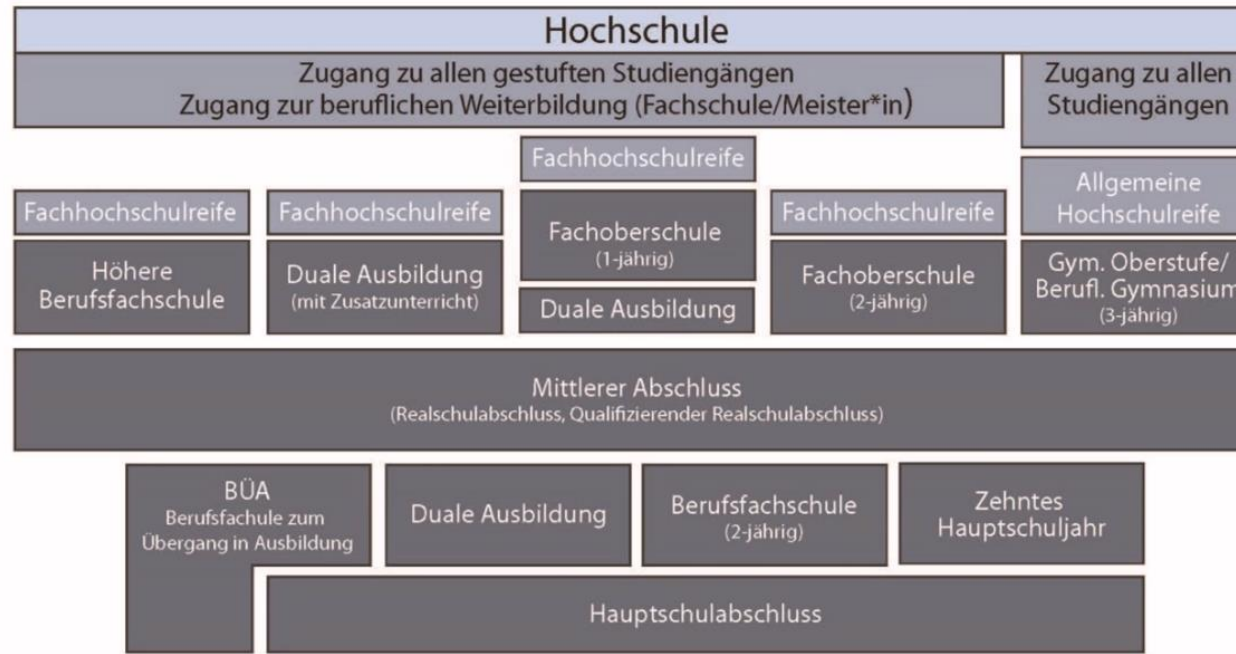 Hochschule
Zugang zu allen gestuften Studiengängen
Zugang zur beruflichen Weiterbildung (Fachschule/Meister*in)
Zugang zu allen
Studiengängen
Fachhochschulreife
Höhere
Berufsfachschule
Fachhochschulreife
Duale Ausbildung
(mit Zusatzunterricht)
Fachhochschulreife
Fachoberschule
(1-jährig)
Duale Ausbildung
Fachhochschulreife
Fachoberschule
(2-jährig)
Allgemeine
Hochschulreife
Gym. Oberstufe/
Berufl. Gymnasium
(3-jährig)
Mittlerer Abschluss
(Realschulabschluss, Qualifizierender Realschulabschluss)
BÜA
Berufsfachule zum
Übergang in Ausbildung
Duale Ausbildung
Berufsfachschule
(2-jährig)
Zehntes
Hauptschuljahr
Hauptschulabschluss